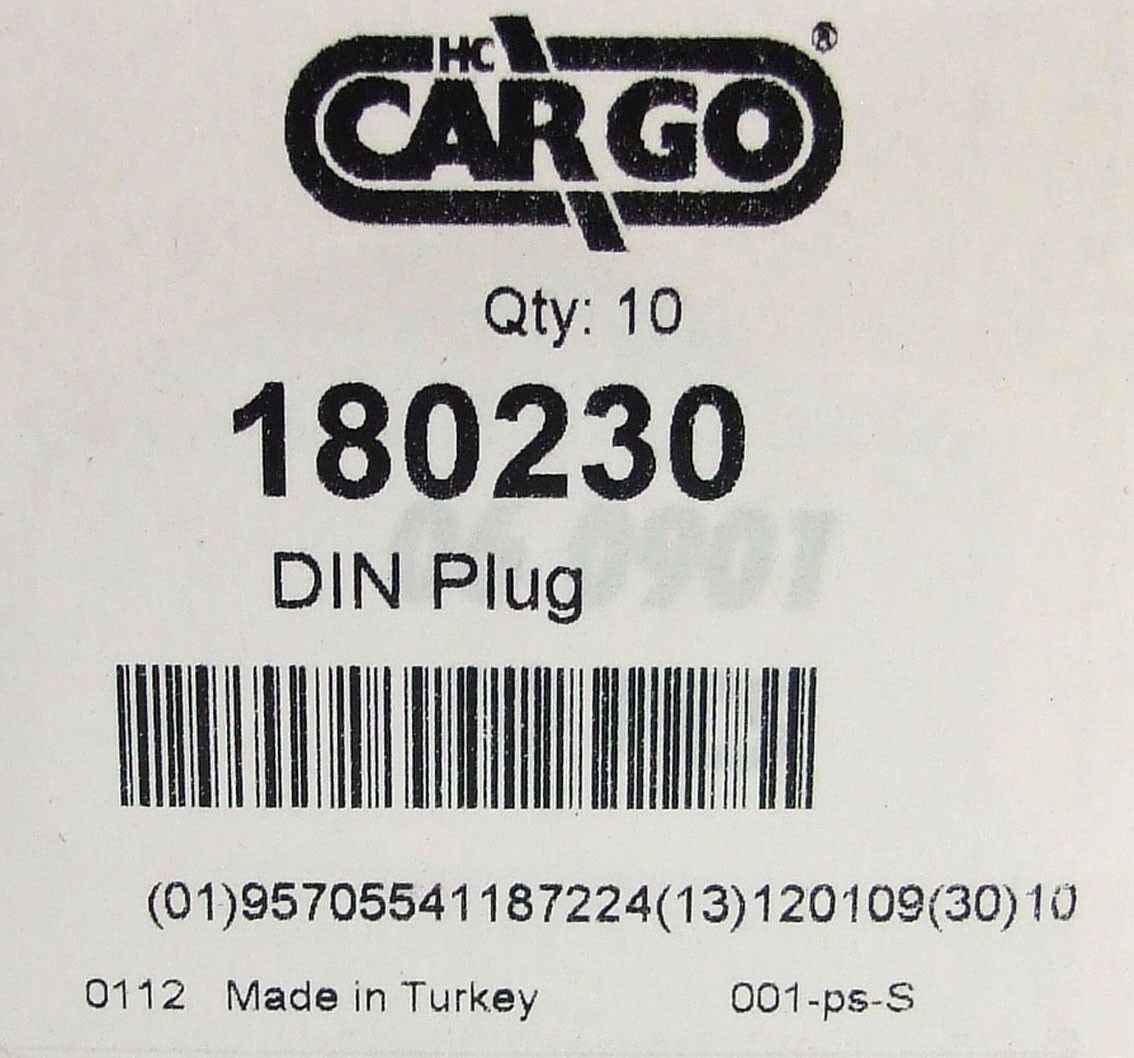 HC
CARGO®
Qty: 10
180230
DIN Plug
(01)95705541187224(13)120109(30)10
0112 Made in Turkey 001-ps-S